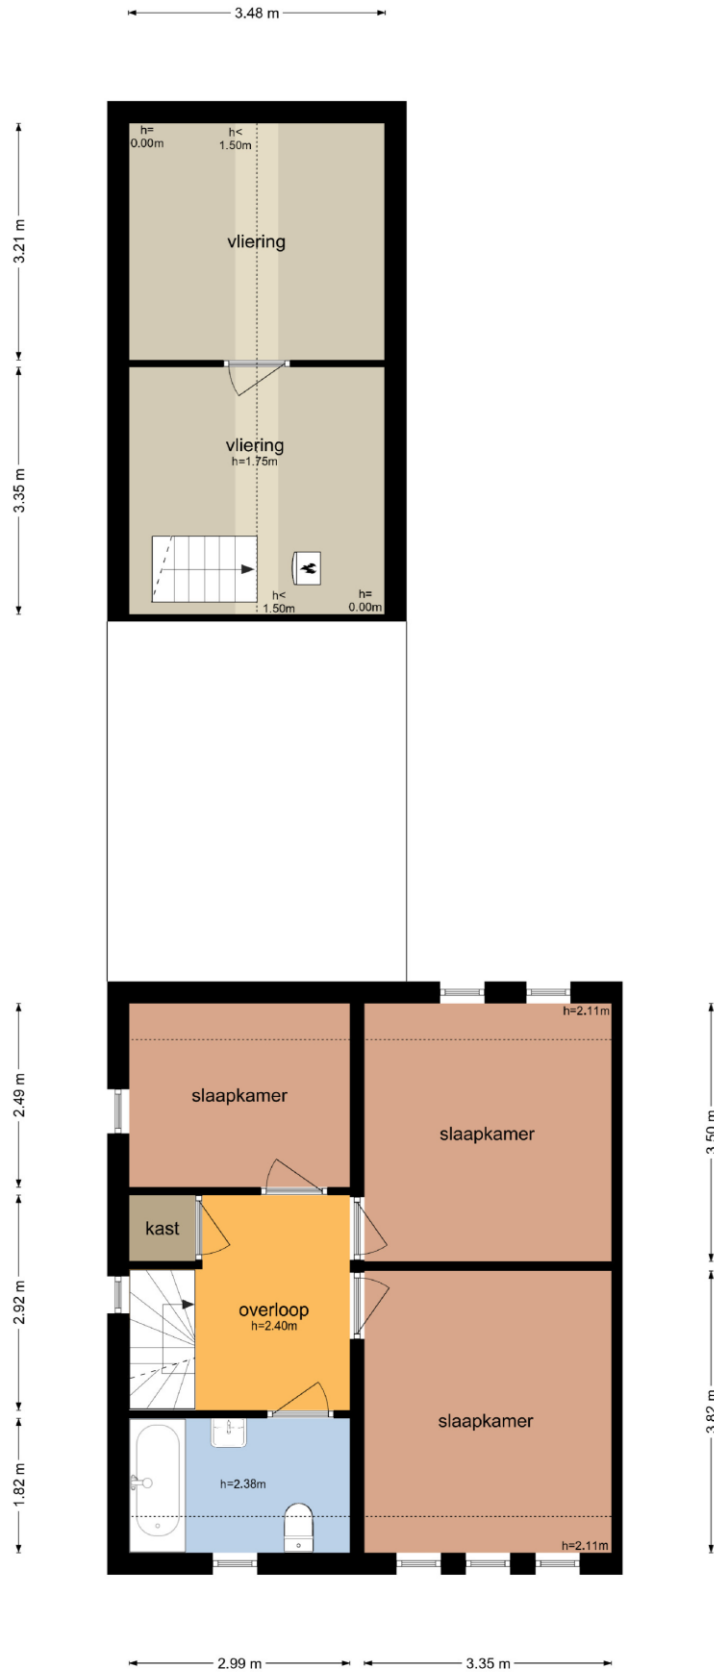 3.48 m
h=
0.00m
h<
1.50m
3.21 m
vliering
vliering
h=1.75m
3.35 m
h<
1.50m
h=
0.00m
h=2.11m
2.49 m
slaapkamer
slaapkamer
3.50 m
kast
2.92 m
overloop
h=2.40m
slaapkamer
3.82 m
1.82 m
h=2.38m
h=2.11m
2.99 m
3.35 m